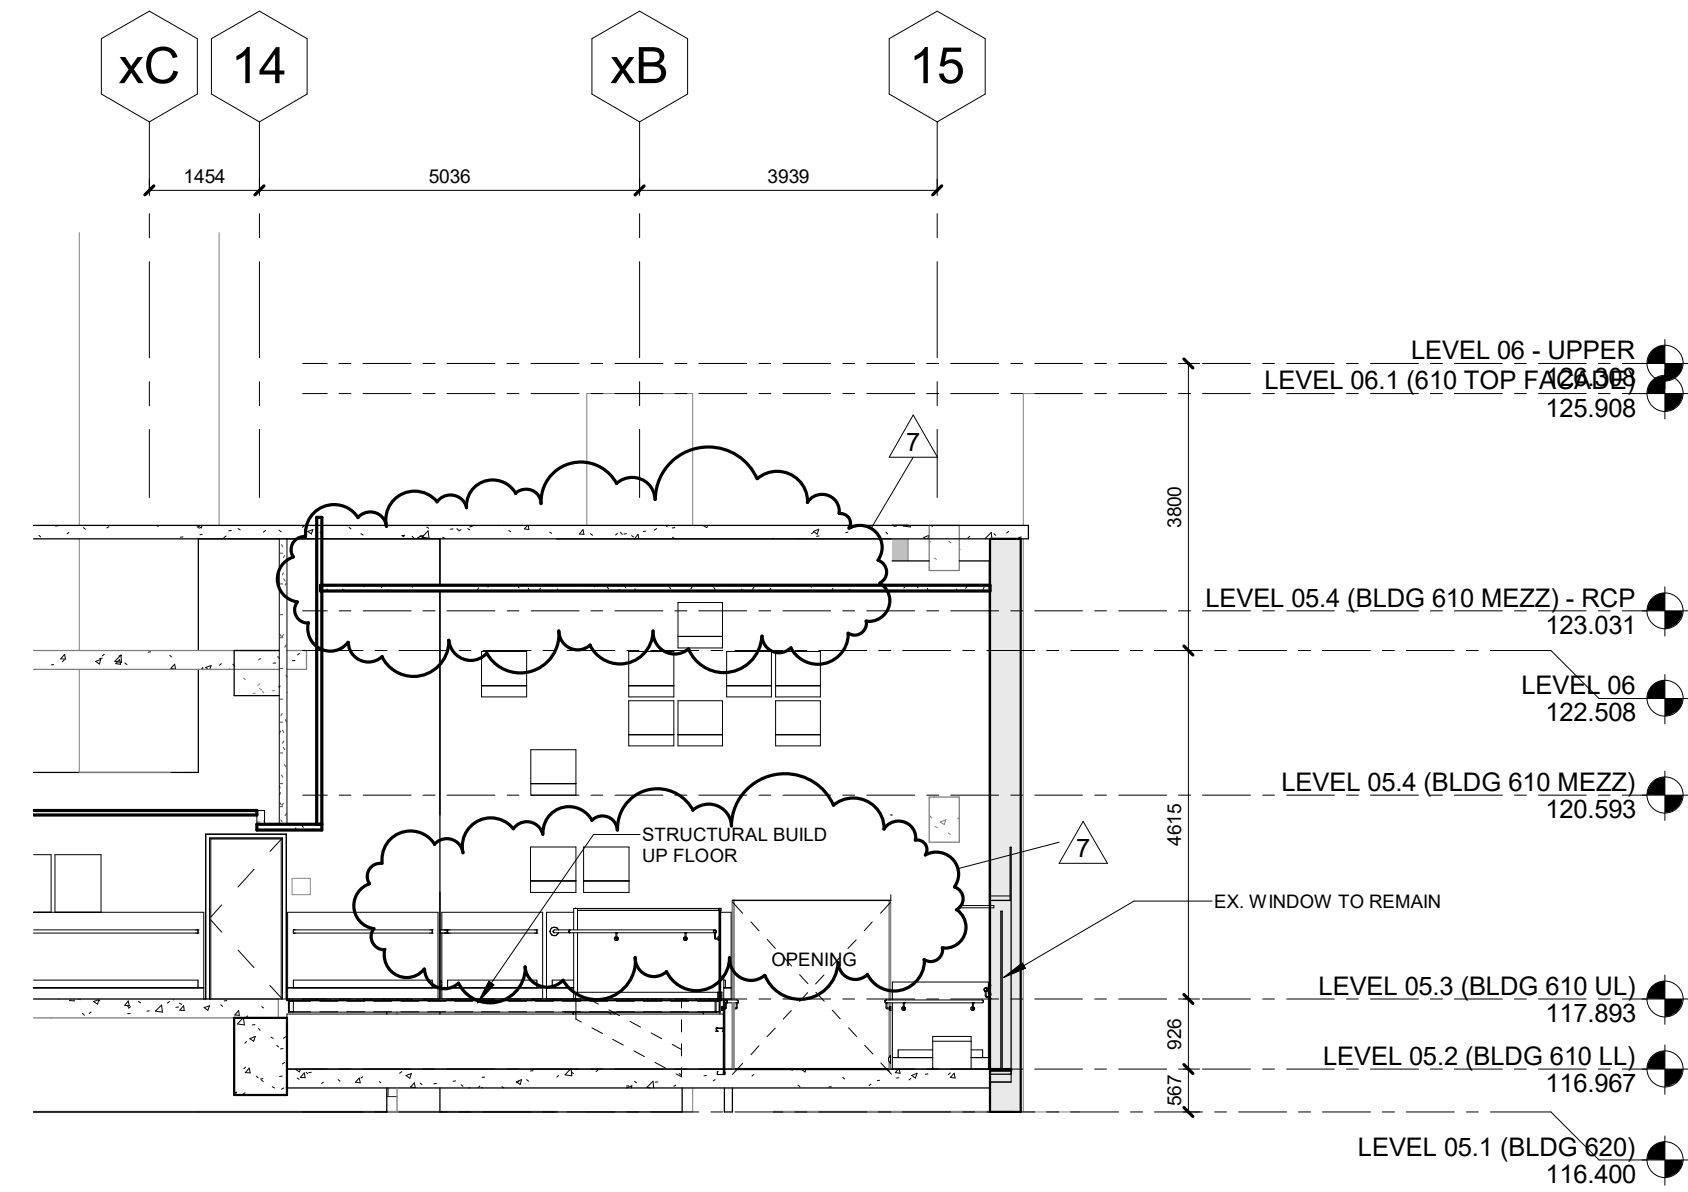 xC 14 xB 15
1454 5036 3939
LEVEL 06 - UPPER
126.308
LEVEL 06.1 (610 TOP FACADE)
125.908
7
3800
LEVEL 05.4 (BLDG 610 MEZZ) - RCP
123.031
LEVEL 06
122.508
LEVEL 05.4 (BLDG 610 MEZZ)
120.593
4615
STRUCTURAL BUILD
UP FLOOR
7
EX. WINDOW TO REMAIN
OPENING
LEVEL 05.3 (BLDG 610 UL)
117.893
926
LEVEL 05.2 (BLDG 610 LL)
116.967
567
LEVEL 05.1 (BLDG 620)
116.400